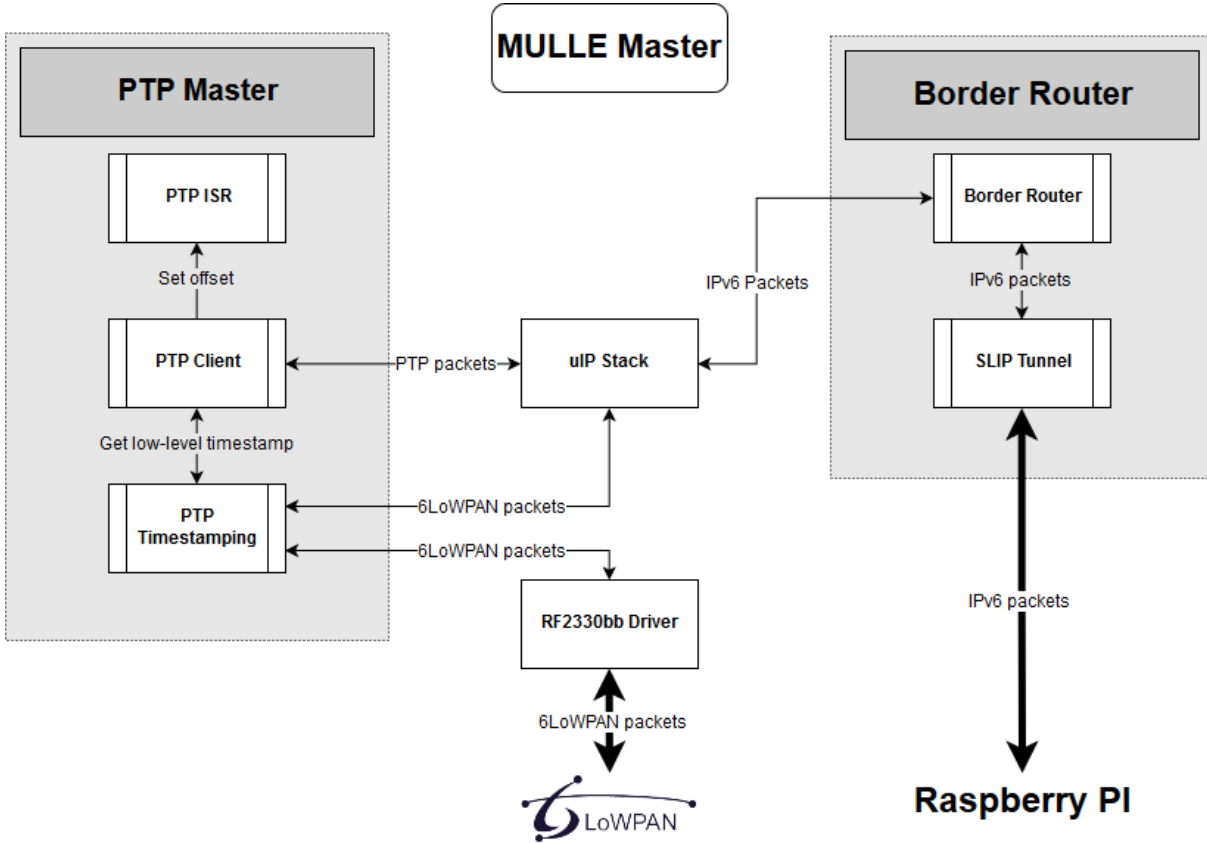 MULLE Master
PTP Master
Border Router
PTP ISR
Border Router
Set offset
IPv6 Packets
IPv6 packets
PTP Client
PTP packets
uIP Stack
SLIP Tunnel
Get low-level timestamp
PTP
Timestamping
6LoWPAN packets
6LoWPAN packets
RF2330bb Driver
IPv6 packets
6LoWPAN packets
6LoWPAN
Raspberry PI